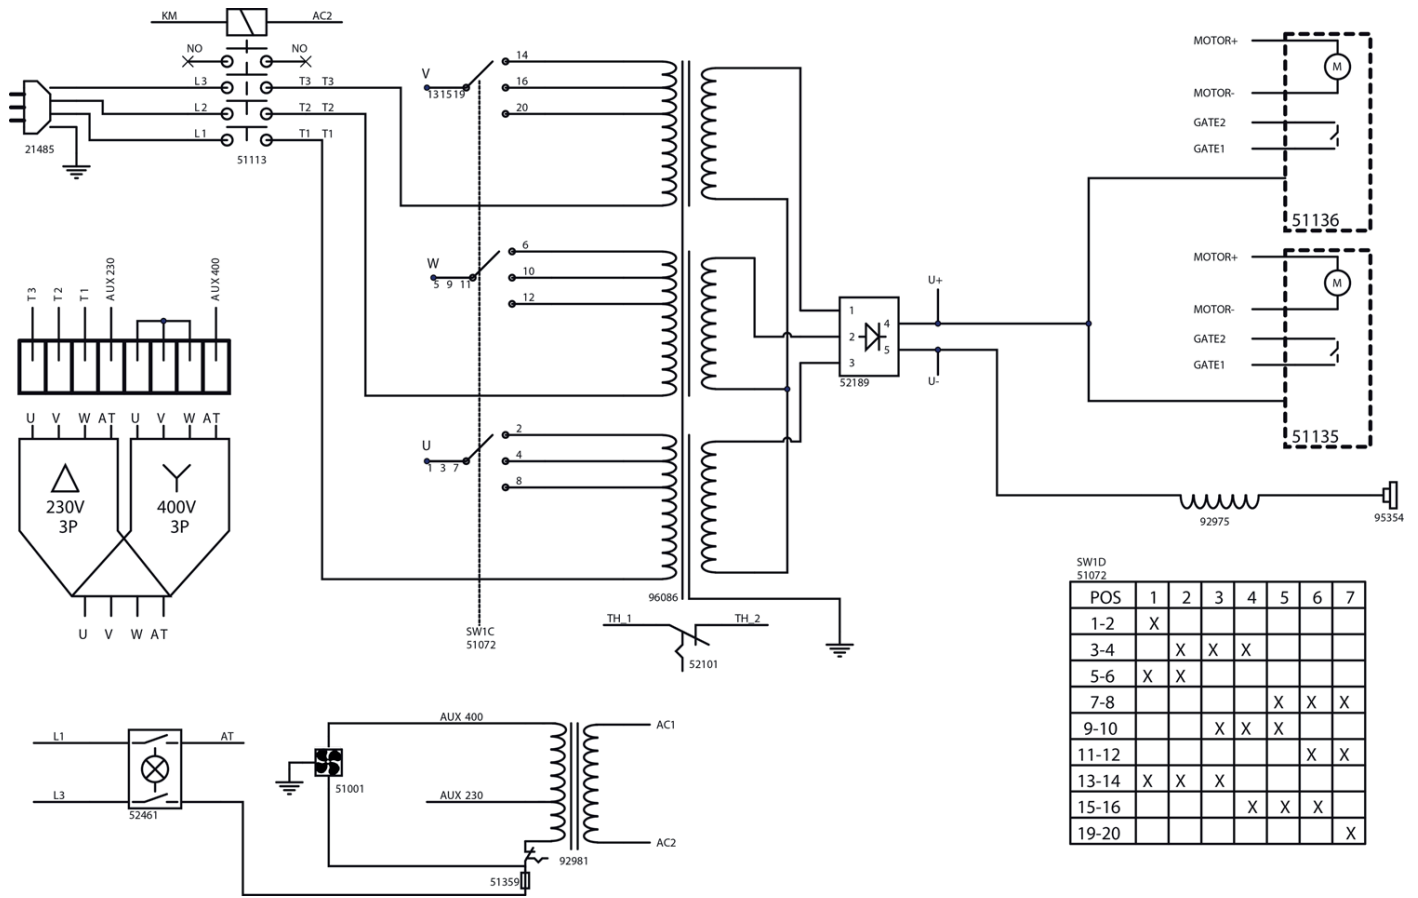 KM AC2
NO NO
L3 T3 T3
L2 T2 T2
L1 T1 T1
21485
51113
V
13 15 19
14
16
20
W
5 9 11
6
10
12
U
1 3 7
2
4
8
SW1C
51072
96086
TH_1 TH_2
52101
1
2
3
4
5
52189
U+
U-
MOTOR+
MOTOR-
GATE2
GATE1
M
51136
MOTOR+
MOTOR-
GATE2
GATE1
M
51135
92975
95354
T3 T2 T1 AUX 230 AUX 400
U V W AT U V W AT
230V 400V
3P 3P
U V W AT
L1 AT
L3
52461
51001
AUX 400
AUX 230
AC1
AC2
92981
51359
SW1D
51072
POS 1 2 3 4 5 6 7
1-2 X
3-4 X X X
5-6 X X
7-8 X X X
9-10 X X X
11-12 X X
13-14 X X X
15-16 X X X
19-20 X